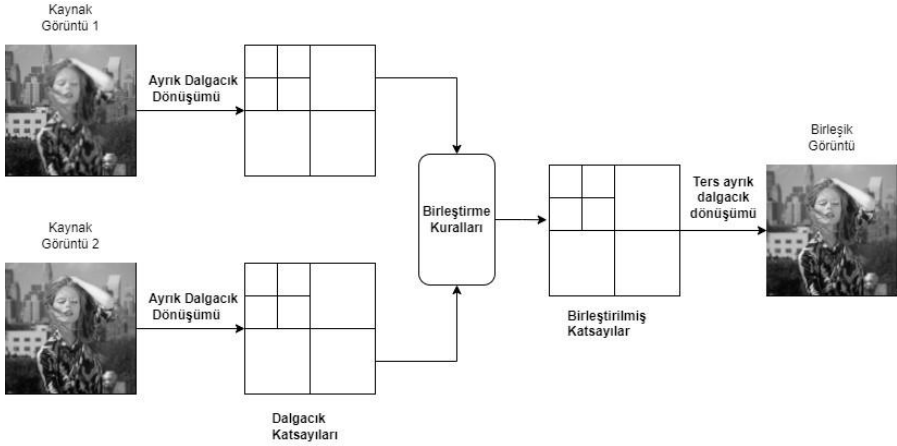 Kaynak
Görüntü 1
Ayrık Dalgacık
Dönüşümü
Kaynak
Görüntü 2
Ayrık Dalgacık
Dönüşümü
Dalgacık
Katsayıları
Birleştirme
Kuralları
Birleştirilmiş
Katsayılar
Ters ayrık
dalgacık
dönüşümü
Birleşik
Görüntü